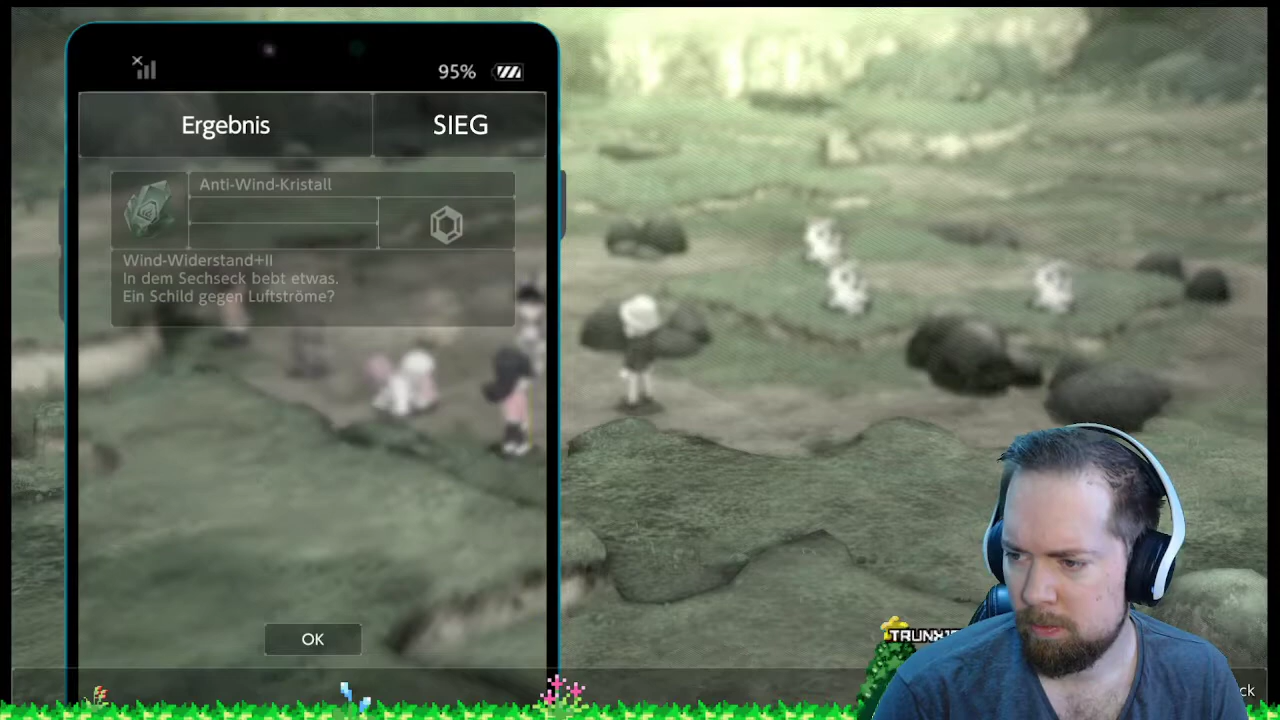 95%
Ergebnis
SIEG
Anti-Wind-Kristall
Wind-Widerstand+II
In dem Sechseck bebt etwas.
Ein Schild gegen Luftströme?
OK